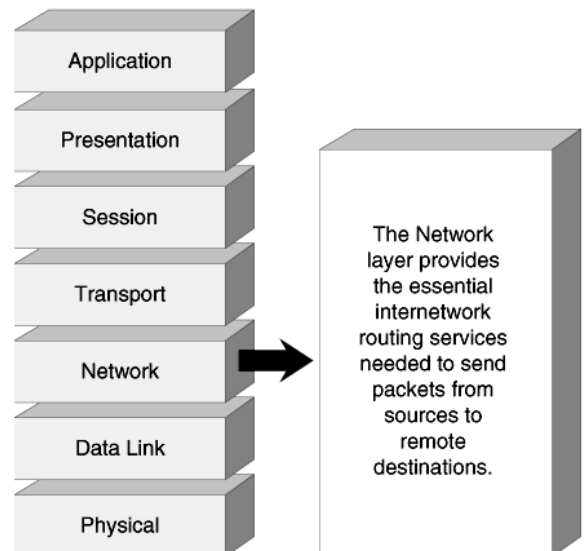 Application
Presentation
Session
Transport
Network
Data Link
Physical
The Network
layer provides
the essential
internetwork
routing services
needed to send
packets from
sources to
remote
destinations.